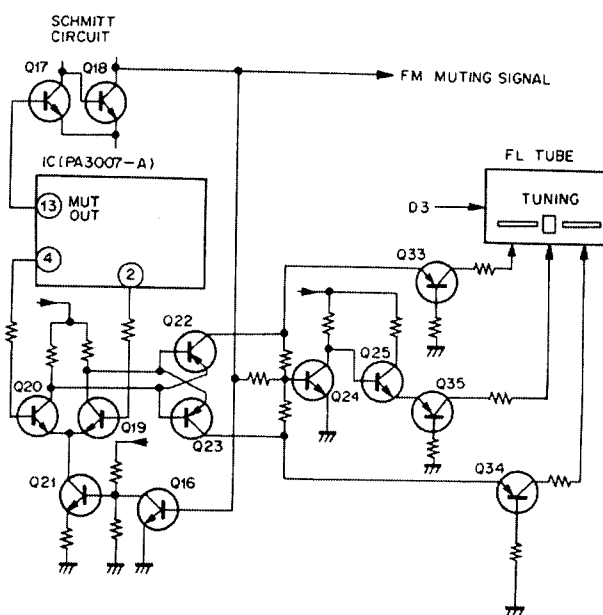 SCHMITT
CIRCUIT
Q17
Q18
FM MUTING SIGNAL
IC(PA3007-A)
13
MUT
OUT
4
2
FL TUBE
TUNING
D3
Q33
Q22
Q24
Q25
Q35
Q20
Q19
Q23
Q34
Q21
Q16